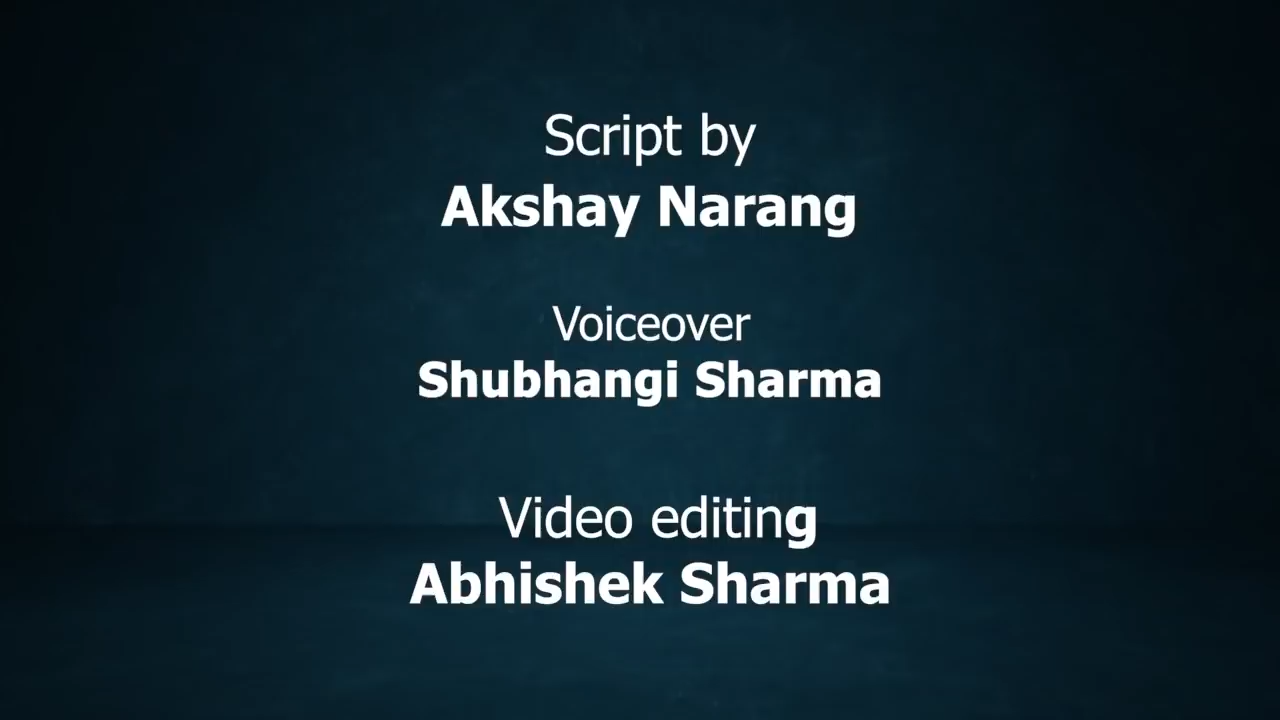 Script by
Akshay Narang
Voiceover
Shubhangi Sharma
Video editing
Abhishek Sharma